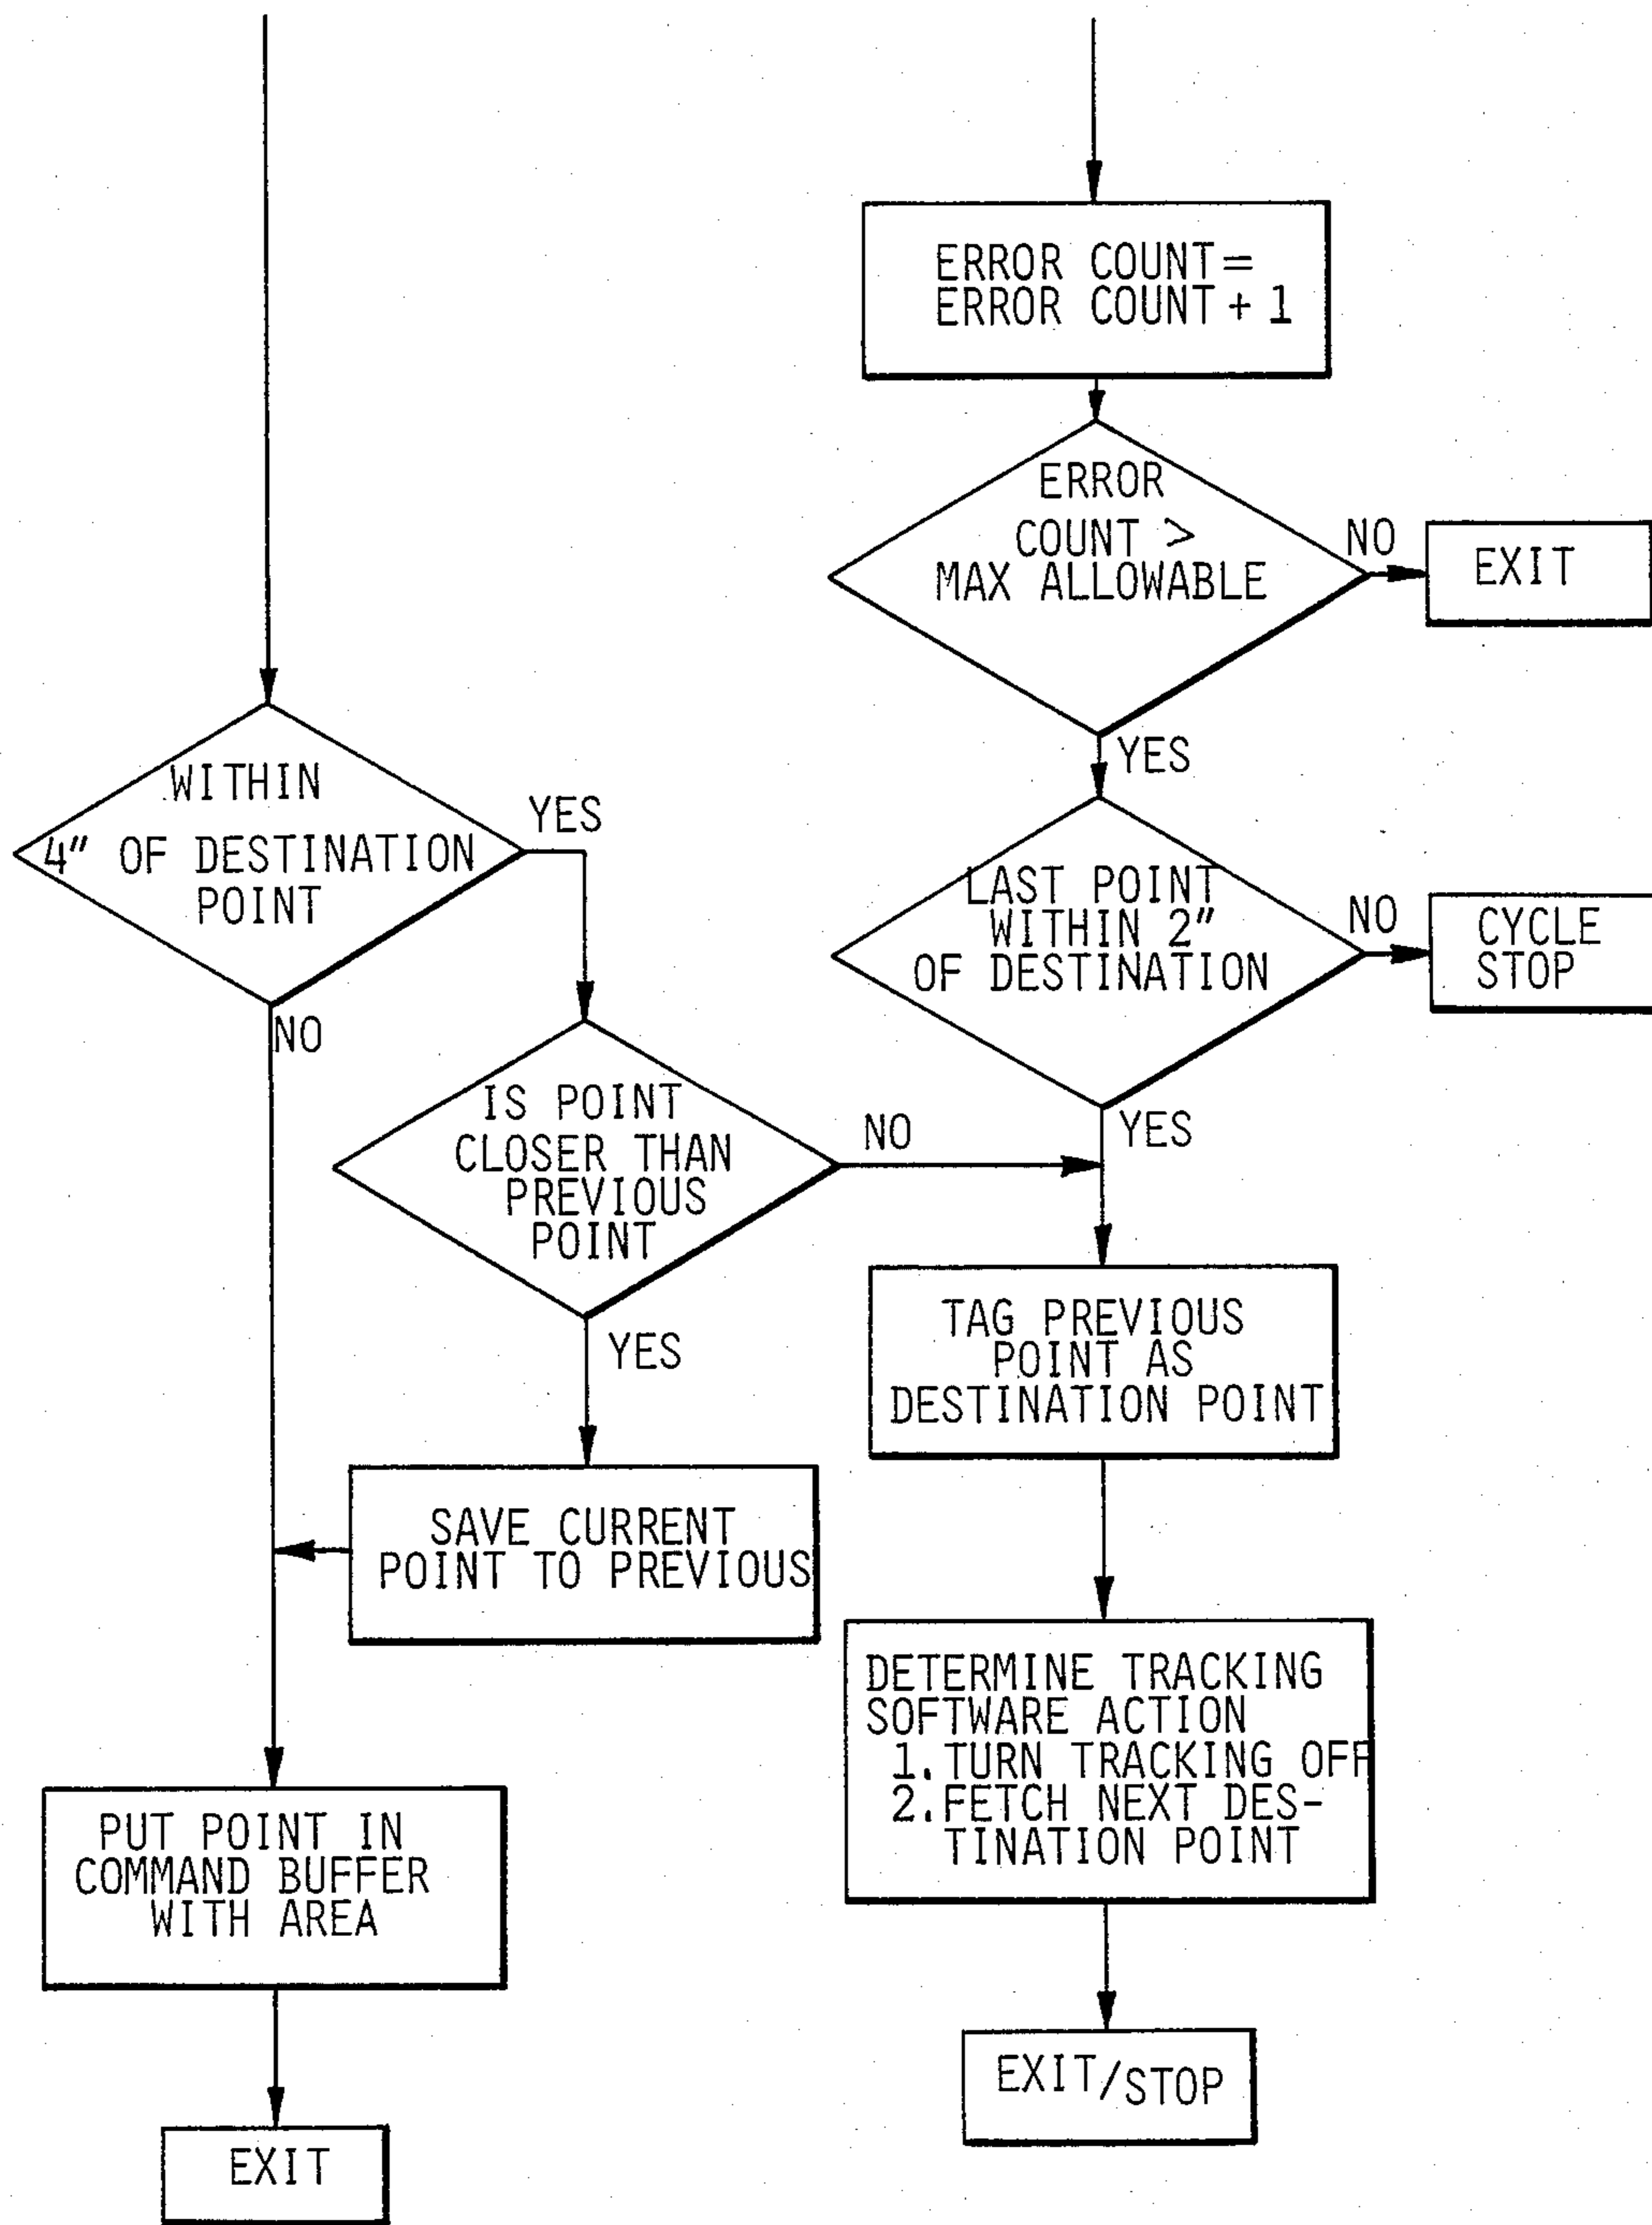 ERROR COUNT=
ERROR COUNT + 1
ERROR
COUNT >
MAX ALLOWABLE
NO
EXIT
YES
WITHIN
4" OF DESTINATION
POINT
YES
NO
LAST POINT
WITHIN 2"
OF DESTINATION
NO
CYCLE
STOP
YES
IS POINT
CLOSER THAN
PREVIOUS
POINT
NO
YES
TAG PREVIOUS
POINT AS
DESTINATION POINT
SAVE CURRENT
POINT TO PREVIOUS
DETERMINE TRACKING
SOFTWARE ACTION
1. TURN TRACKING OFF
2. FETCH NEXT DES-
TINATION POINT
PUT POINT IN
COMMAND BUFFER
WITH AREA
EXIT/STOP
EXIT